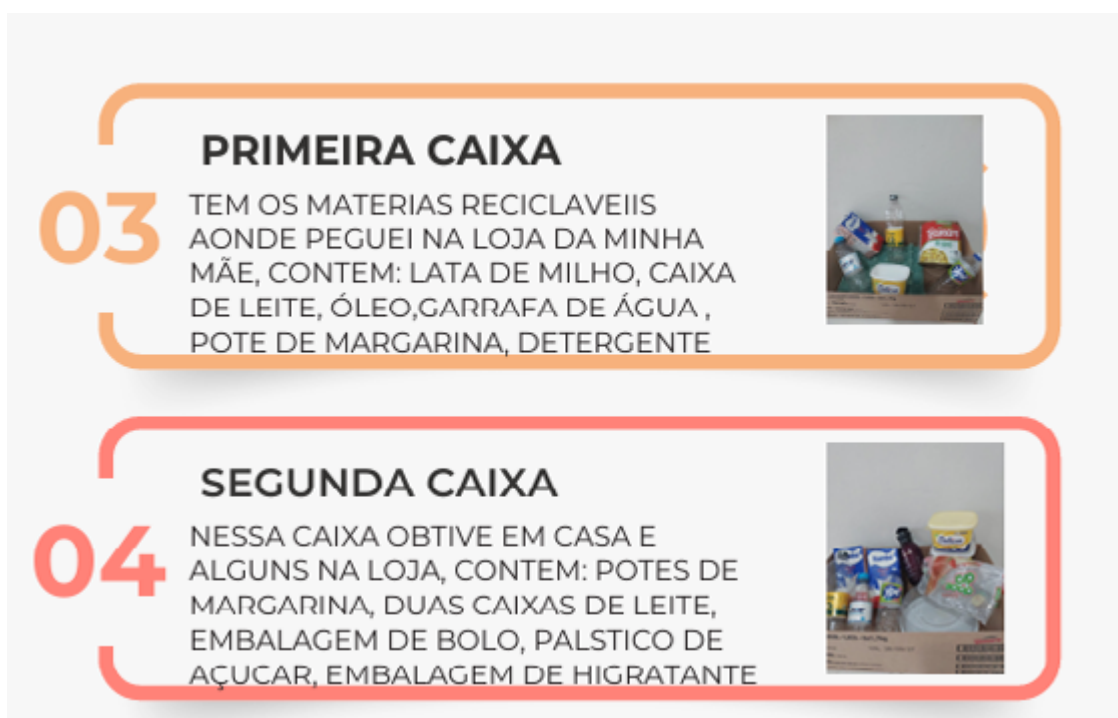 PRIMEIRA CAIXA
03
TEM OS MATERIAS RECICLAVEIIS
AONDE PEGUEI NA LOJA DA MINHA
MÃE, CONTEM: LATA DE MILHO, CAIXA
DE LEITE, ÓLEO,GARRAFA DE ÁGUA ,
POTE DE MARGARINA, DETERGENTE
SEGUNDA CAIXA
04
NESSA CAIXA OBTIVE EM CASA E
ALGUNS NA LOJA, CONTEM: POTES DE
MARGARINA, DUAS CAIXAS DE LEITE,
EMBALAGEM DE BOLO, PALSTICO DE
AÇUCAR, EMBALAGEM DE HIGRATANTE